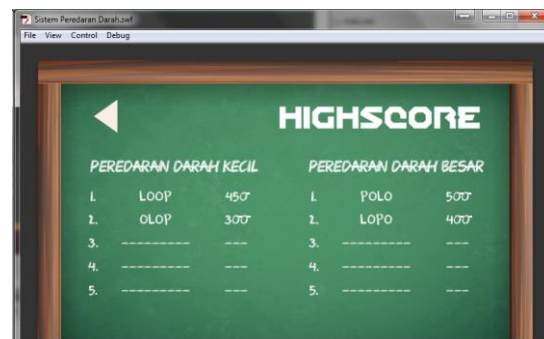 Sistem Peredaran Darah.swf
File View Control Debug
HIGHSCORE
PEREDARAN DARAH KECIL
1. LOOP 450
2. OLOP 300
3. --------- ---
4. --------- ---
5. --------- ---
PEREDARAN DARAH BESAR
1. POLO 500
2. LOPO 400
3. --------- ---
4. --------- ---
5. --------- ---